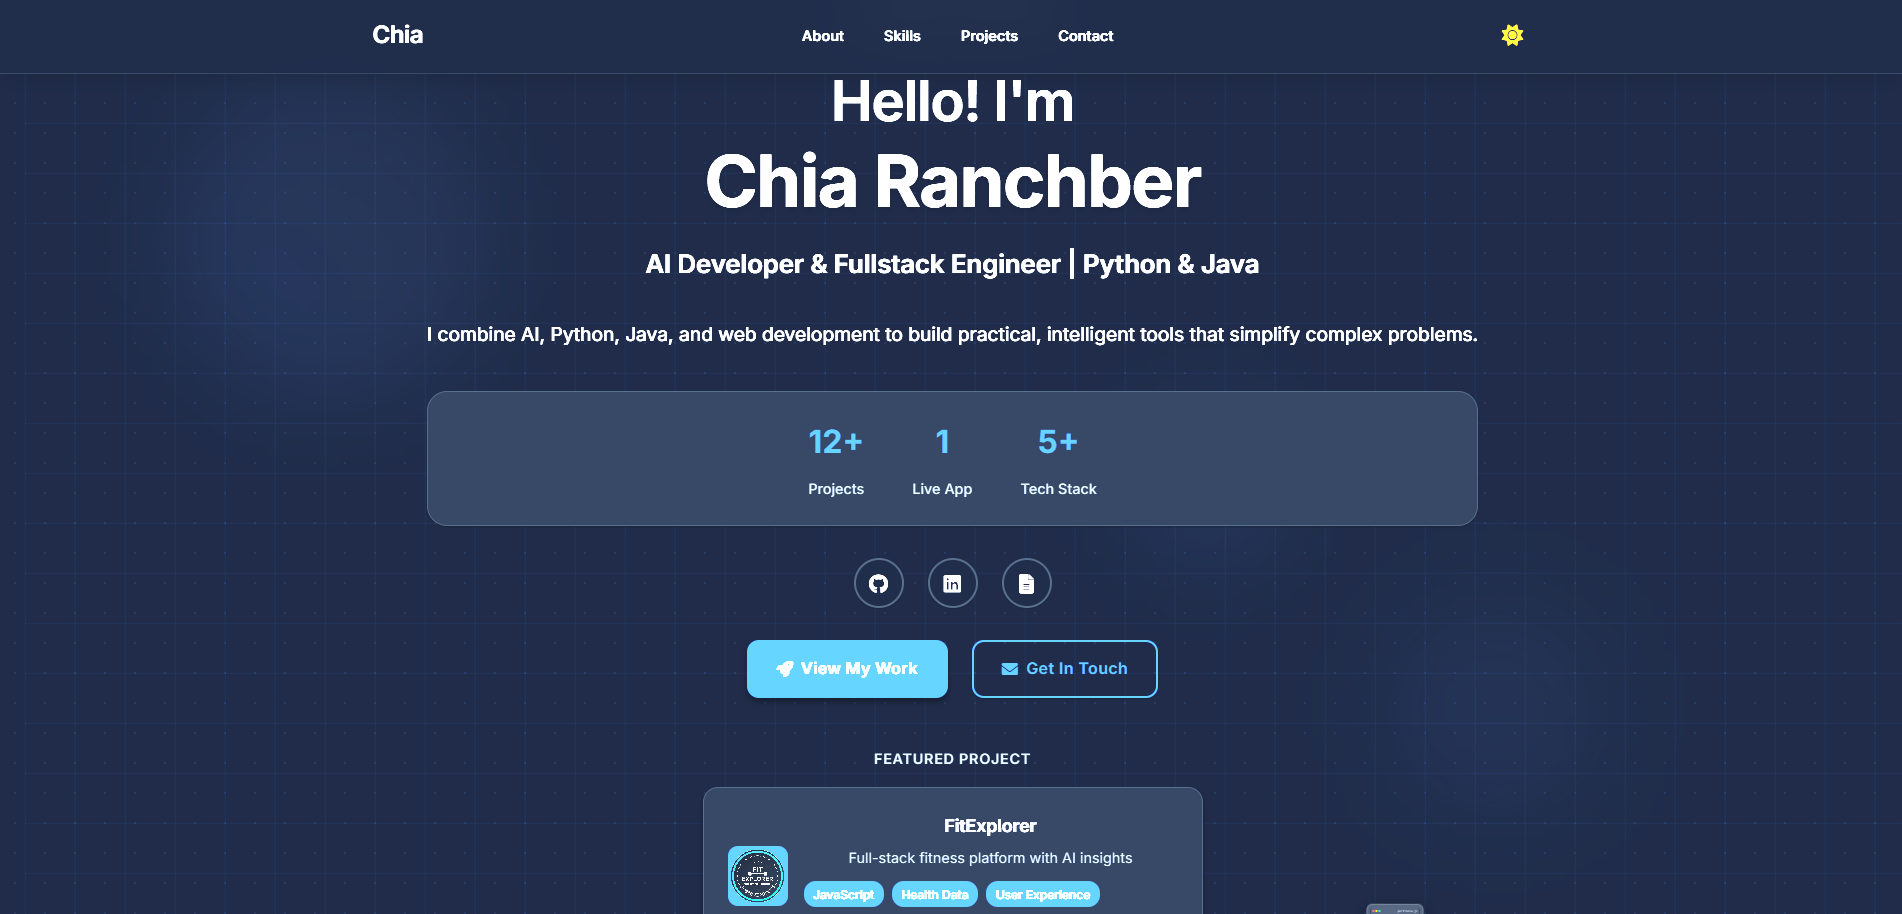 Chia
About Skills Projects Contact
Hello! I'm
Chia Ranchber
AI Developer & Fullstack Engineer | Python & Java
I combine AI, Python, Java, and web development to build practical, intelligent tools that simplify complex problems.
12+ 1 5+
Projects Live App Tech Stack
View My Work Get In Touch
FEATURED PROJECT
FitExplorer
Full-stack fitness platform with AI insights
FIT
EXPLORER
JavaScript Health Data User Experience